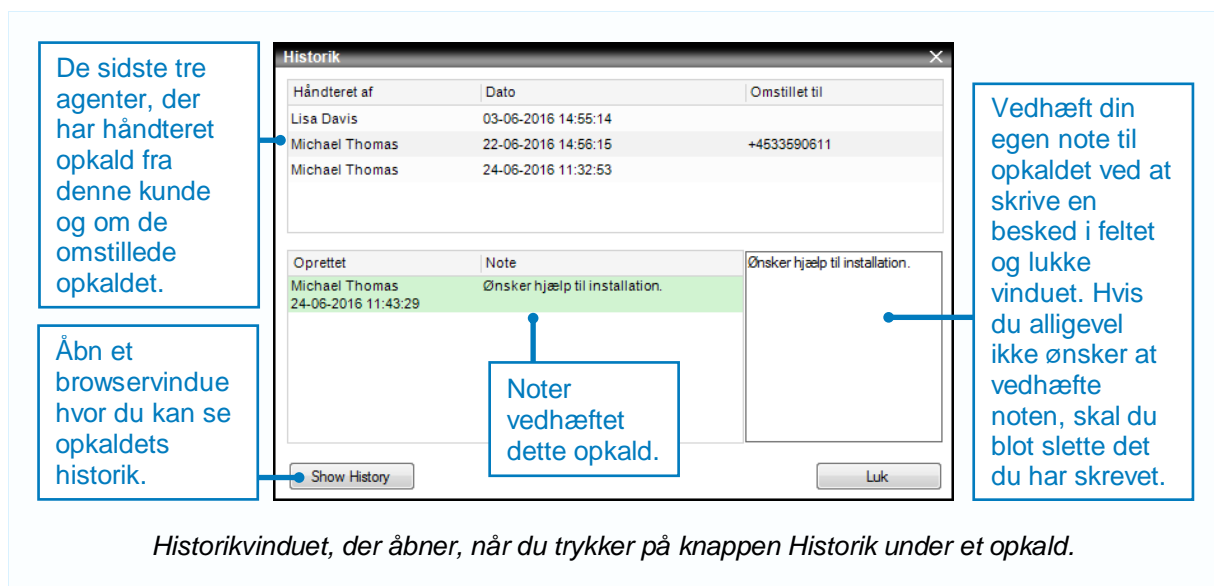 De sidste tre
agenter, der
har håndteret
opkald fra
denne kunde
og om de
omstillede
opkaldet.
Åbn et
browservindue
hvor du kan se
opkaldets
historik.
Historik
Håndteret af Dato Omstillet til
Lisa Davis 03-06-2016 14:55:14
Michael Thomas 22-06-2016 14:56:15 +4533590611
Michael Thomas 24-06-2016 11:32:53
Oprettet Note
Michael Thomas Ønsker hjælp til installation.
24-06-2016 11:43:29
Ønsker hjælp til installation.
Noter
vedhæftet
dette opkald.
Show History
Luk
Vedhæft din
egen note til
opkaldet ved at
skrive en
besked i feltet
og lukke
vinduet. Hvis
du alligevel
ikke ønsker at
vedhæfte
noten, skal du
blot slette det
du har skrevet.
Historikvinduet, der åbner, når du trykker på knappen Historik under et opkald.